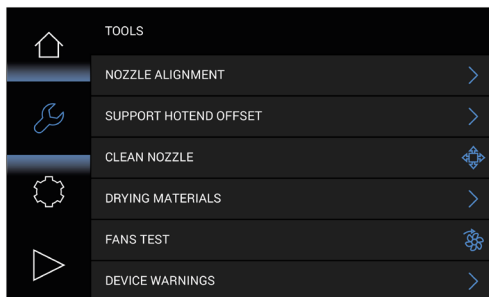 TOOLS
NOZZLE ALIGNMENT
SUPPORT HOTEND OFFSET
CLEAN NOZZLE
DRYING MATERIALS
FANS TEST
DEVICE WARNINGS